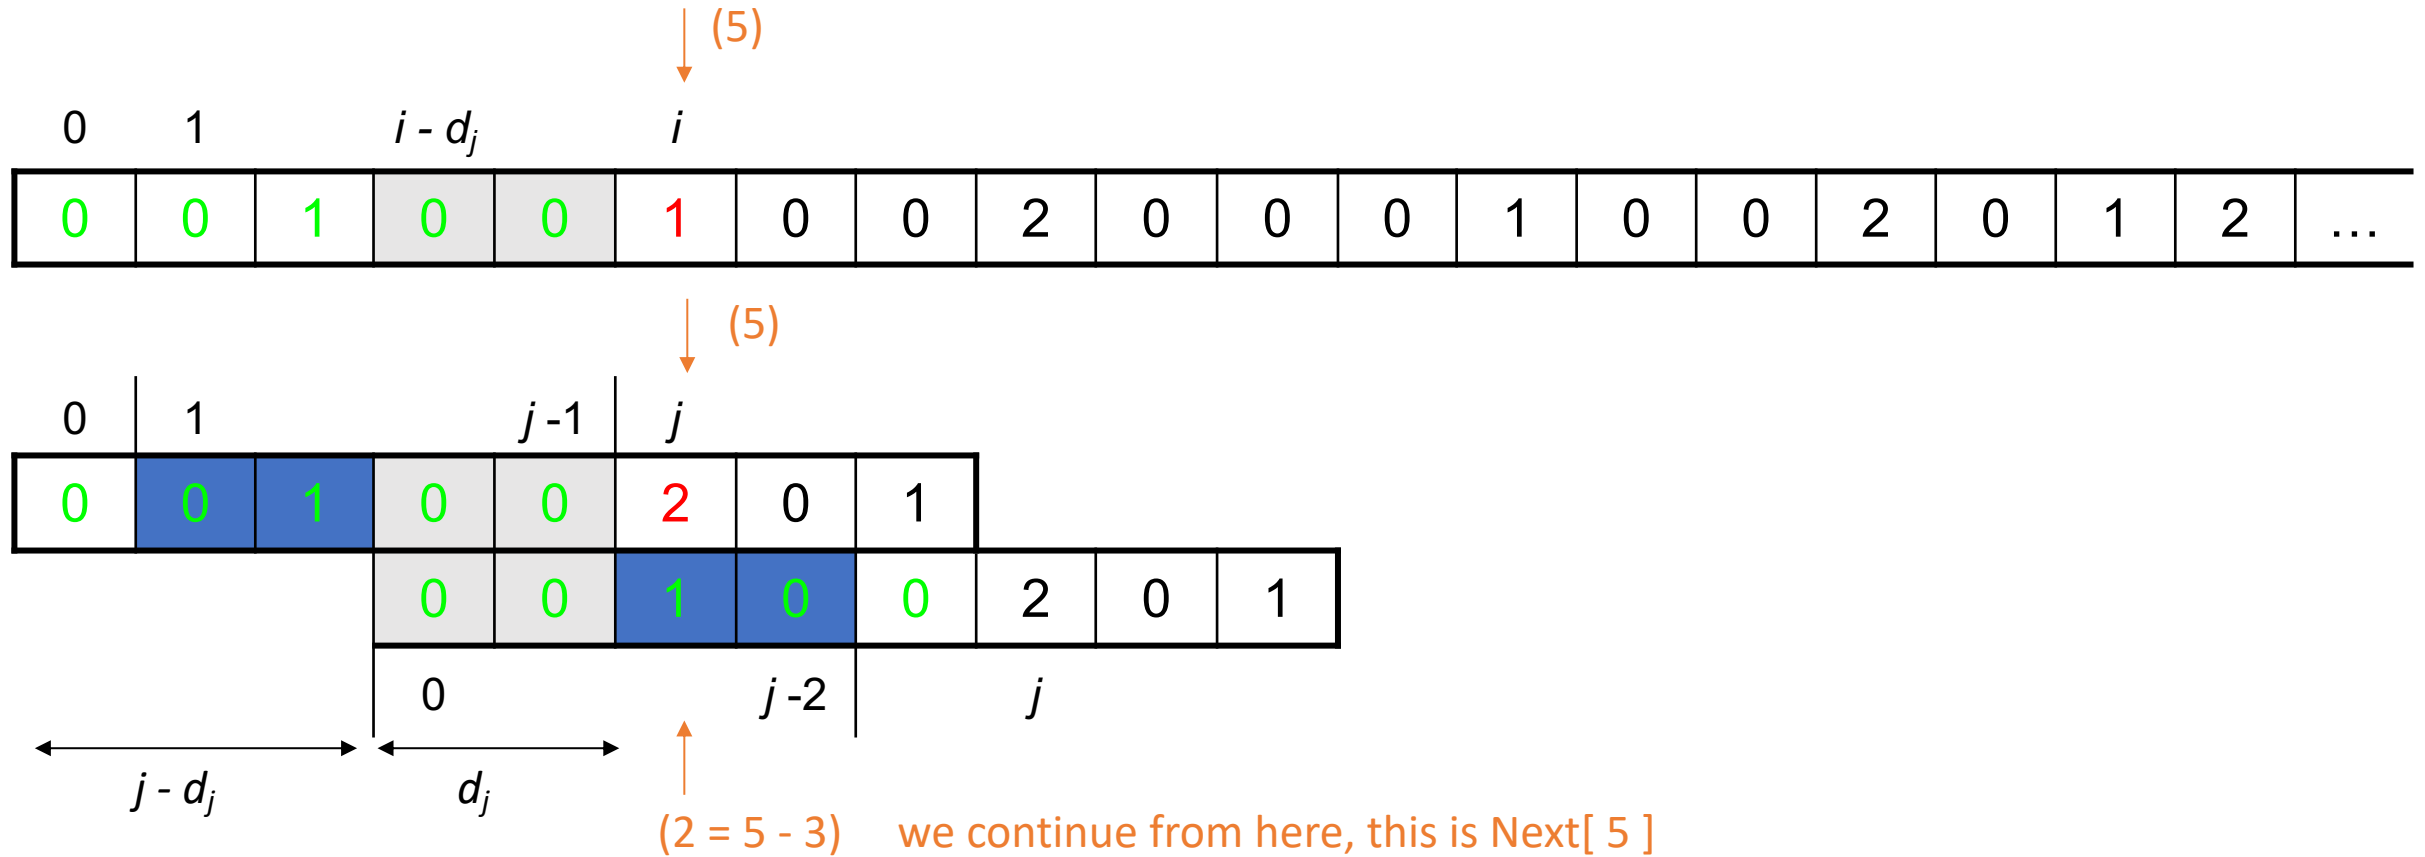 (5)
0 1 i - dj i
0 0 1 0 0 1 0 0 2 0 0 0 1 0 0 2 0 1 2 ...
(5)
0 1 j -1 j
0 0 1 0 0 2 0 1
0 0 1 0 0 2 0 1
0 j -2 j
j - dj dj
(2 = 5 - 3) we continue from here, this is Next[ 5 ]